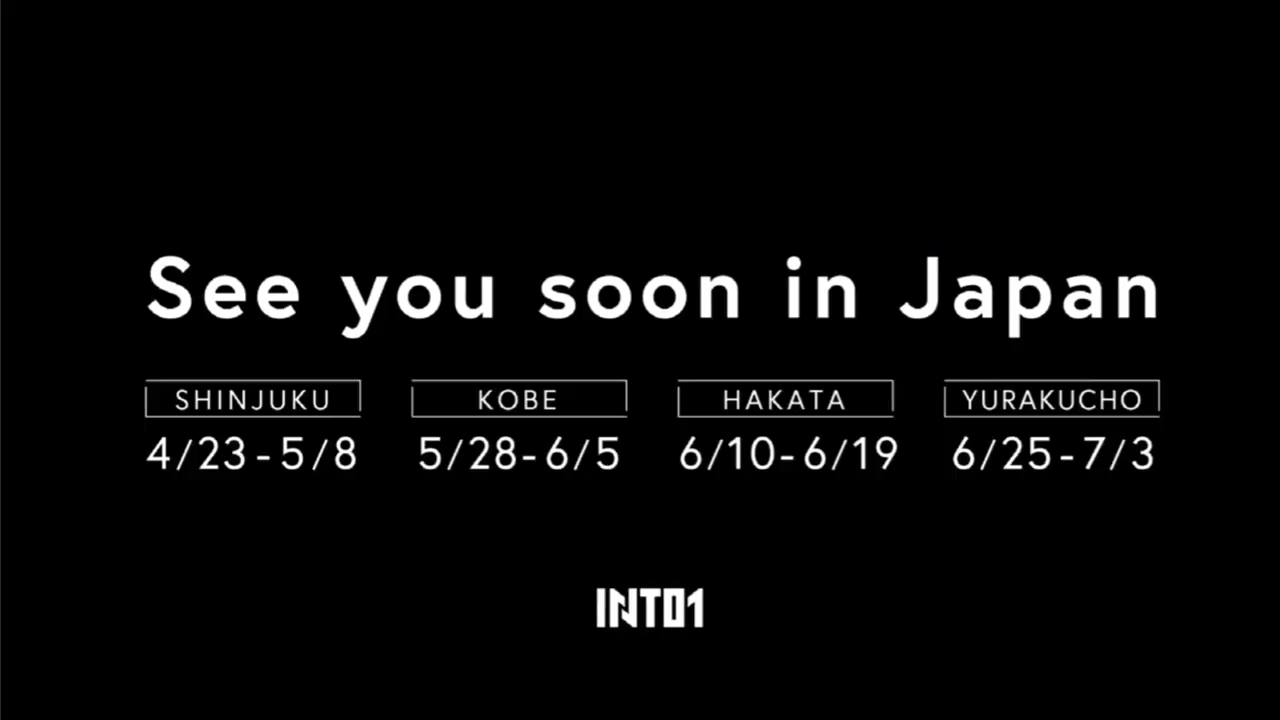 See you soon in Japan
SHINJUKU KOBE HAKATA YURAKUCHO
4/23-5/8 5/28-6/5 6/10-6/19 6/25-7/3
INTO1